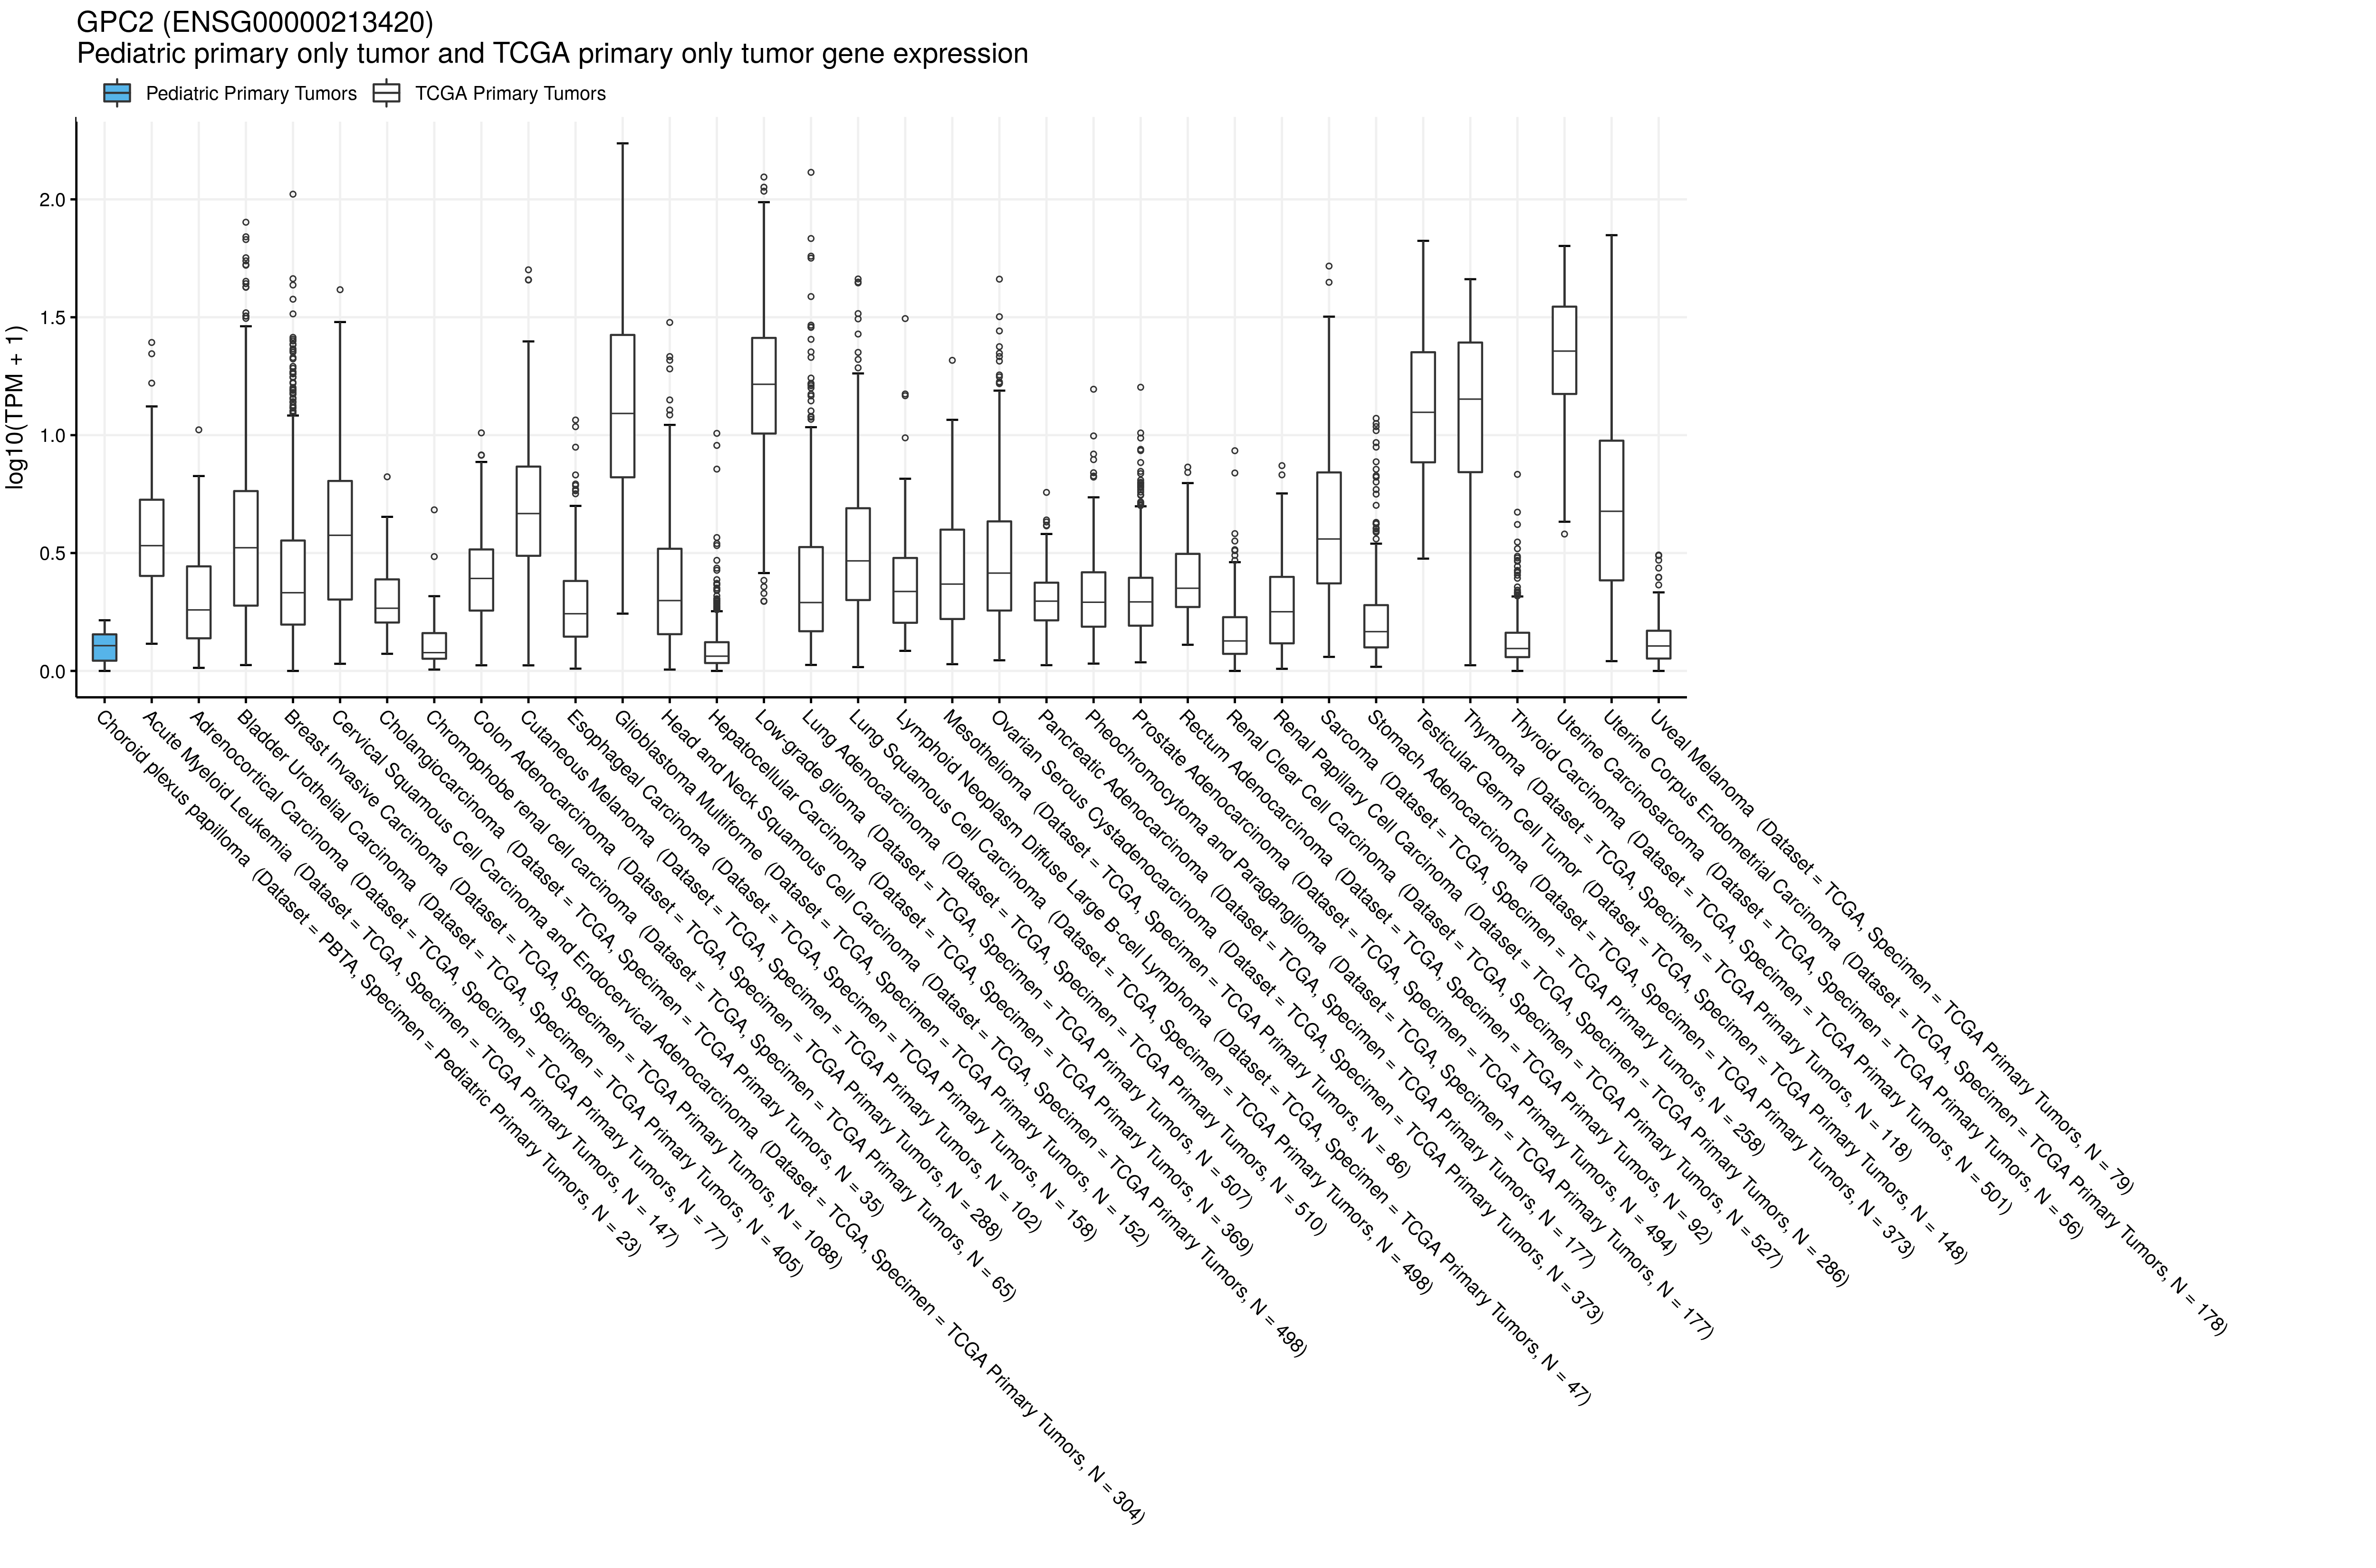 GPC2 (ENSG00000213420)
Pediatric primary only tumor and TCGA primary only tumor gene expression
Pediatric Primary Tumors
TCGA Primary Tumors
log10(TPM + 1)
2.0
1.5
1.0
0.5
0.0
Choroid plexus papilloma (Dataset = PBTA, Specimen = Pediatric Primary Tumors, N = 23)
Acute Myeloid Leukemia (Dataset = TCGA, Specimen = TCGA Primary Tumors, N = 147)
Adrenocortical Carcinoma (Dataset = TCGA, Specimen = TCGA Primary Tumors, N = 77)
Bladder Urothelial Carcinoma (Dataset = TCGA, Specimen = TCGA Primary Tumors, N = 405)
Breast Invasive Carcinoma (Dataset = TCGA, Specimen = TCGA Primary Tumors, N = 1088)
Cervical Squamous Cell Carcinoma and Endocervical Adenocarcinoma (Dataset = TCGA, Specimen = TCGA Primary Tumors, N = 304)
Cholangiocarcinoma (Dataset = TCGA, Specimen = TCGA Primary Tumors, N = 35)
Chromophobe renal cell carcinoma (Dataset = TCGA, Specimen = TCGA Primary Tumors, N = 65)
Colon Adenocarcinoma (Dataset = TCGA, Specimen = TCGA Primary Tumors, N = 288)
Cutaneous Melanoma (Dataset = TCGA, Specimen = TCGA Primary Tumors, N = 102)
Esophageal Carcinoma (Dataset = TCGA, Specimen = TCGA Primary Tumors, N = 158)
Glioblastoma Multiforme (Dataset = TCGA, Specimen = TCGA Primary Tumors, N = 152)
Head and Neck Squamous Cell Carcinoma (Dataset = TCGA, Specimen = TCGA Primary Tumors, N = 498)
Hepatocellular Carcinoma (Dataset = TCGA, Specimen = TCGA Primary Tumors, N = 369)
Low-grade glioma (Dataset = TCGA, Specimen = TCGA Primary Tumors, N = 507)
Lung Adenocarcinoma (Dataset = TCGA, Specimen = TCGA Primary Tumors, N = 510)
Lung Squamous Cell Carcinoma (Dataset = TCGA, Specimen = TCGA Primary Tumors, N = 498)
Lymphoid Neoplasm Diffuse Large B-cell Lymphoma (Dataset = TCGA, Specimen = TCGA Primary Tumors, N = 47)
Mesothelioma (Dataset = TCGA, Specimen = TCGA Primary Tumors, N = 86)
Ovarian Serous Cystadenocarcinoma (Dataset = TCGA, Specimen = TCGA Primary Tumors, N = 373)
Pancreatic Adenocarcinoma (Dataset = TCGA, Specimen = TCGA Primary Tumors, N = 177)
Pheochromocytoma and Paraganglioma (Dataset = TCGA, Specimen = TCGA Primary Tumors, N = 177)
Prostate Adenocarcinoma (Dataset = TCGA, Specimen = TCGA Primary Tumors, N = 494)
Rectum Adenocarcinoma (Dataset = TCGA, Specimen = TCGA Primary Tumors, N = 92)
Renal Clear Cell Carcinoma (Dataset = TCGA, Specimen = TCGA Primary Tumors, N = 527)
Renal Papillary Cell Carcinoma (Dataset = TCGA, Specimen = TCGA Primary Tumors, N = 286)
Sarcoma (Dataset = TCGA, Specimen = TCGA Primary Tumors, N = 258)
Stomach Adenocarcinoma (Dataset = TCGA, Specimen = TCGA Primary Tumors, N = 373)
Testicular Germ Cell Tumor (Dataset = TCGA, Specimen = TCGA Primary Tumors, N = 148)
Thymoma (Dataset = TCGA, Specimen = TCGA Primary Tumors, N = 118)
Thyroid Carcinoma (Dataset = TCGA, Specimen = TCGA Primary Tumors, N = 501)
Uterine Carcinosarcoma (Dataset = TCGA, Specimen = TCGA Primary Tumors, N = 56)
Uterine Corpus Endometrial Carcinoma (Dataset = TCGA, Specimen = TCGA Primary Tumors, N = 178)
Uveal Melanoma (Dataset = TCGA, Specimen = TCGA Primary Tumors, N = 79)